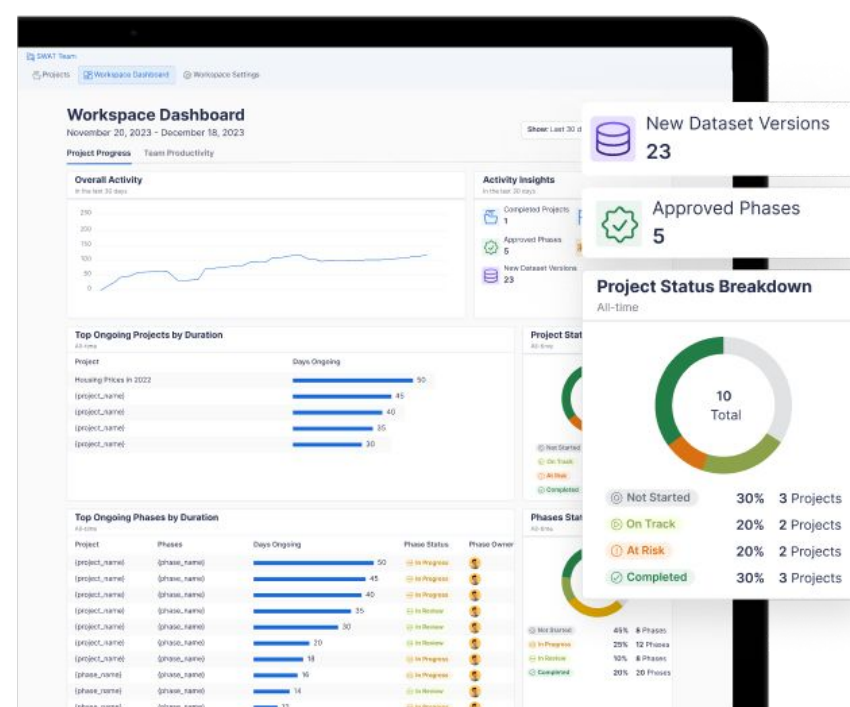 SWAT Team
Projects Workspace Dashboard Workspace Settings
Workspace Dashboard
November 20, 2023 - December 18, 2023
Show: Last 30 d
Project Progress Team Productivity
Overall Activity
In the last 30 days
200
150
100
50
0
Activity Insights
In the last 30 days
Completed Projects
1
Approved Phases
5
New Dataset Versions
23
New Dataset Versions
23
Approved Phases
5
Project Status Breakdown
All-time
10
Total
Not Started 30% 3 Projects
On Track 20% 2 Projects
At Risk 20% 2 Projects
Completed 30% 3 Projects
Top Ongoing Projects by Duration
All-time
Project Days Ongoing
Housing Prices in 2022 50
{project_name} 45
{project_name} 40
{project_name} 35
{project_name} 30
Project Stat
All-time
Not Started
On Track
At Risk
Completed
Top Ongoing Phases by Duration
All-time
Project Phases Days Ongoing Phase Status Phase Owner
{project_name} {phase_name} 50 In Progress
{project_name} {phase_name} 45 In Progress
{project_name} {phase_name} 40 In Progress
{project_name} {phase_name} 35 In Review
{project_name} {phase_name} 30 In Review
{project_name} {phase_name} 20 In Review
{project_name} {phase_name} 18 In Progress
{phase_name} {phase_name} 16 In Progress
{phase_name} {phase_name} 14 In Review
Phases Stat
All-time
Not Started 45% Phases
In Progress 25% 12 Phases
In Review 10% Phases
Completed 20% 20 Phases